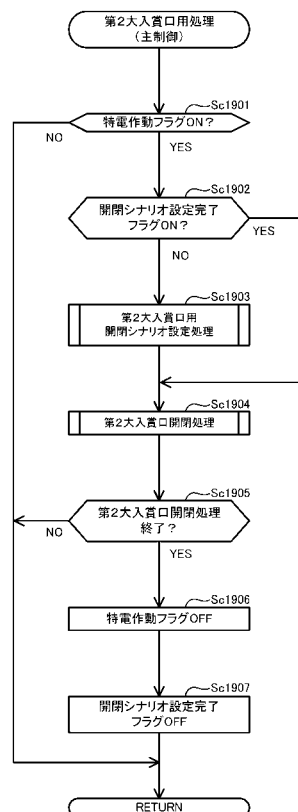 第2大入賞口用処理
（主制御）
Sc1901
特電作動フラグON？
NO
YES
Sc1902
開閉シナリオ設定完了
フラグON？
YES
NO
Sc1903
第2大入賞口用
開閉シナリオ設定処理
Sc1904
第2大入賞口開閉処理
Sc1905
第2大入賞口開閉処理
終了？
NO
YES
Sc1906
特電作動フラグOFF
Sc1907
開閉シナリオ設定完了
フラグOFF
RETURN